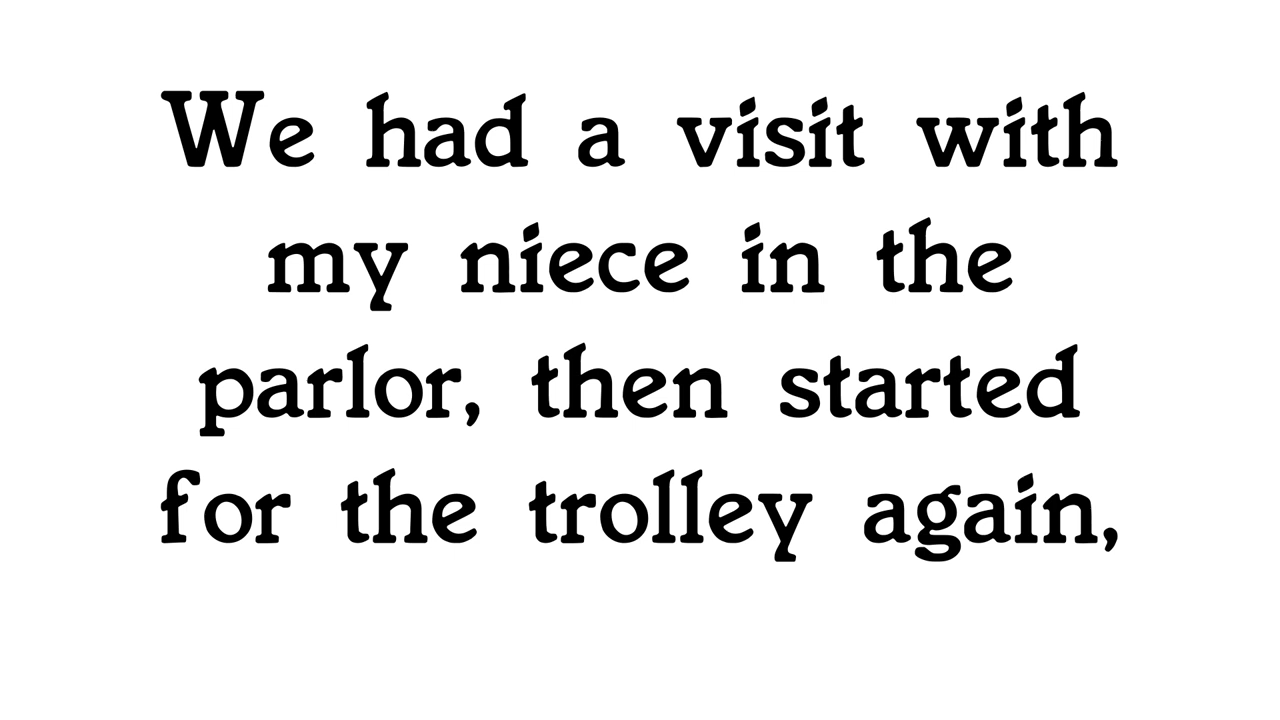 We had a visit with
my niece in the
parlor, then started
for the trolley again,